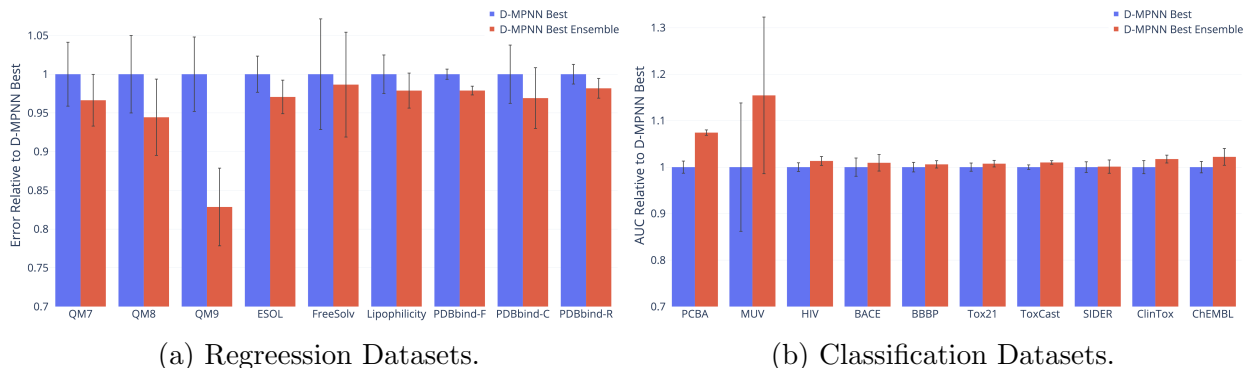 D-MPNN Best
D-MPNN Best Ensemble
Error Relative to D-MPNN Best
1.05
1
0.95
0.9
0.85
0.8
0.75
0.7
QM7 QM8 QM9 ESOL FreeSolv Lipophilicity PDBbind-F PDBbind-C PDBbind-R
(a) Regreession Datasets.
D-MPNN Best
D-MPNN Best Ensemble
AUC Relative to D-MPNN Best
1.3
1.2
1.1
1
0.9
0.8
0.7
PCBA MUV HIV BACE BBBP Tox21 ToxCast SIDER ClinTox ChEMBL
(b) Classification Datasets.